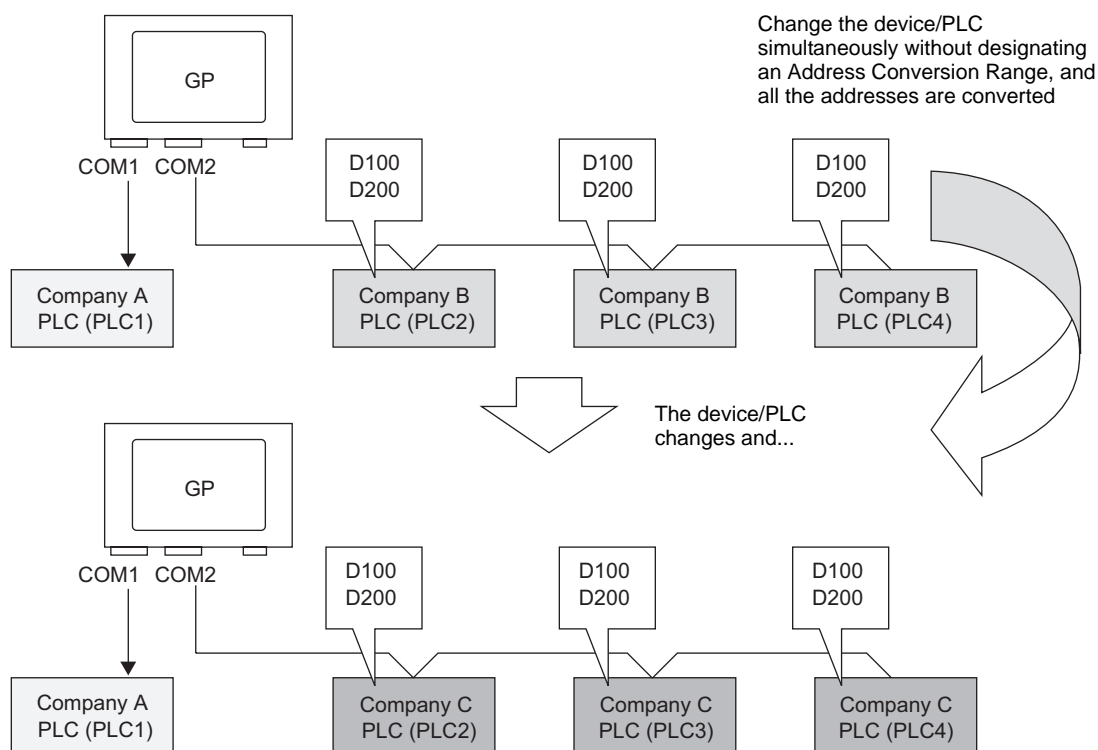 Change the device/PLC
simultaneously without designating
an Address Conversion Range, and
all the addresses are converted
GP
COM1 COM2
D100
D200
D100
D200
D100
D200
Company A
PLC (PLC1)
Company B
PLC (PLC2)
Company B
PLC (PLC3)
Company B
PLC (PLC4)
The device/PLC
changes and...
GP
COM1 COM2
D100
D200
D100
D200
D100
D200
Company A
PLC (PLC1)
Company C
PLC (PLC2)
Company C
PLC (PLC3)
Company C
PLC (PLC4)